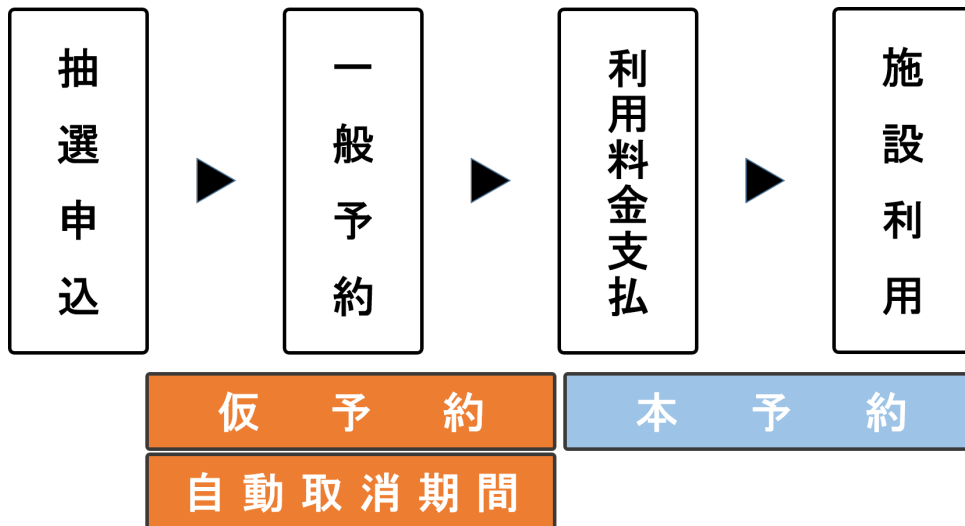 抽選申込
一般予約
利用料金支払
施設利用
仮予約
本予約
自動取消期間